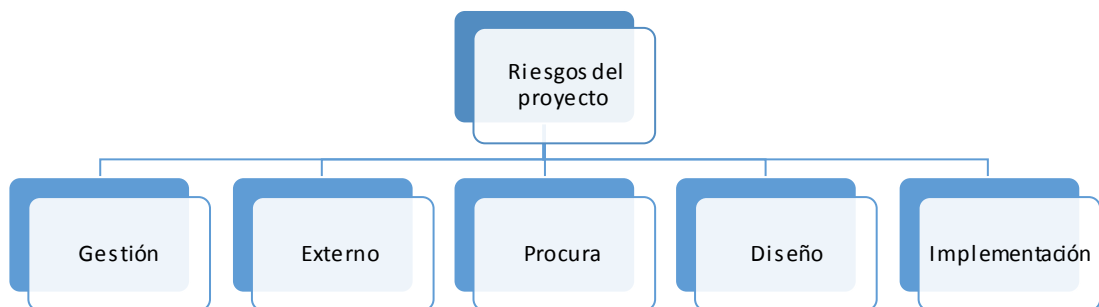 Riesgos del
proyecto
Gestión
Externo
Procura
Diseño
Implementación